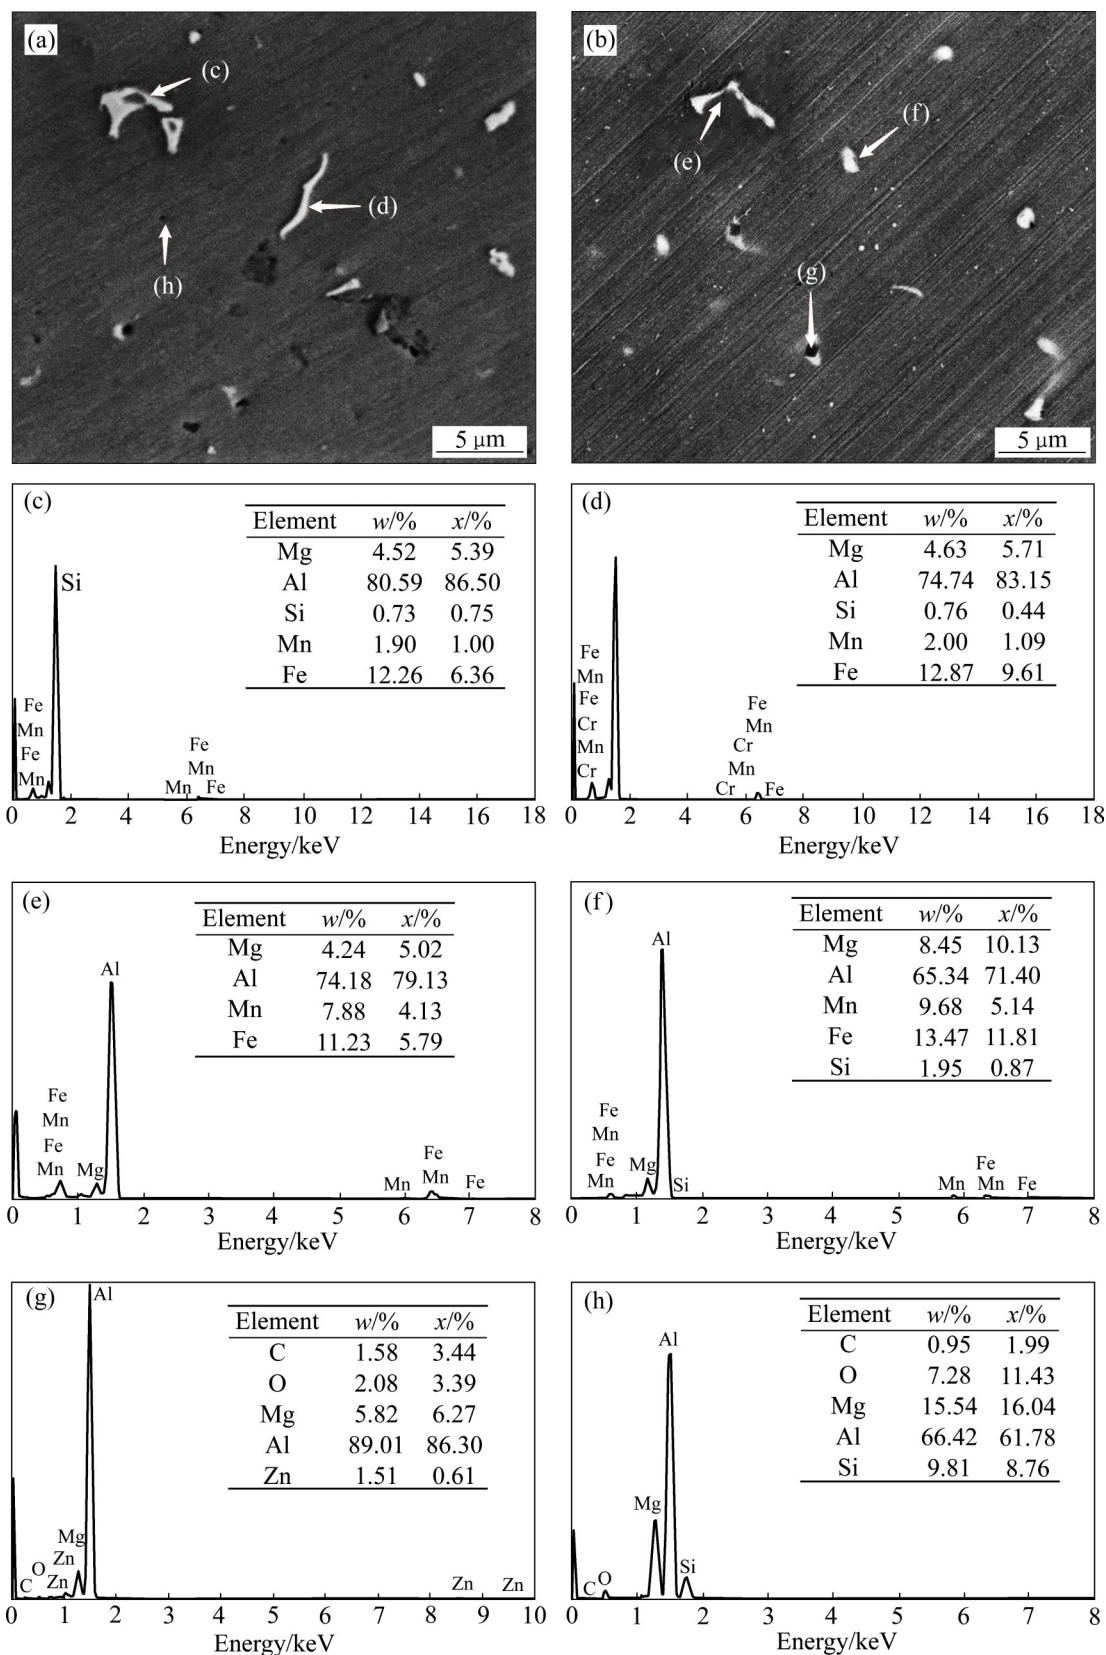 (a)
(c)
(d)
(h)
5 μm
(b)
(f)
(e)
(g)
5 μm
(c)
Element w/% x/%
Mg 4.52 5.39
Al 80.59 86.50
Si 0.73 0.75
Mn 1.90 1.00
Fe 12.26 6.36
Si
Fe
Mn
Fe
Mn
Fe
Mn
Mn Fe
0 2 4 6 8 10 12 14 16 18
Energy/keV
(d)
Element w/% x/%
Mg 4.63 5.71
Al 74.74 83.15
Si 0.76 0.44
Mn 2.00 1.09
Fe 12.87 9.61
Fe
Mn
Fe
Cr
Mn
Cr
Fe
Mn
Cr
Mn
Cr Fe
0 2 4 6 8 10 12 14 16 18
Energy/keV
(e)
Element w/% x/%
Mg 4.24 5.02
Al 74.18 79.13
Mn 7.88 4.13
Fe 11.23 5.79
Al
Fe
Mn
Fe
Mn Mg
Fe
Mn Mn Fe
0 1 2 3 4 5 6 7 8
Energy/keV
(f)
Element w/% x/%
Mg 8.45 10.13
Al 65.34 71.40
Mn 9.68 5.14
Fe 13.47 11.81
Si 1.95 0.87
Al
Fe
Mn
Fe
Mn Mg Si
Fe
Mn Mn Fe
0 1 2 3 4 5 6 7 8
Energy/keV
(g)
Al
Element w/% x/%
C 1.58 3.44
O 2.08 3.39
Mg 5.82 6.27
Al 89.01 86.30
Zn 1.51 0.61
Mg
Zn
O
C Zn
Zn Zn
0 1 2 3 4 5 6 7 8 9 10
Energy/keV
(h)
Element w/% x/%
C 0.95 1.99
O 7.28 11.43
Mg 15.54 16.04
Al 66.42 61.78
Si 9.81 8.76
Al
Mg
Si
C O
0 1 2 3 4 5 6 7 8
Energy/keV